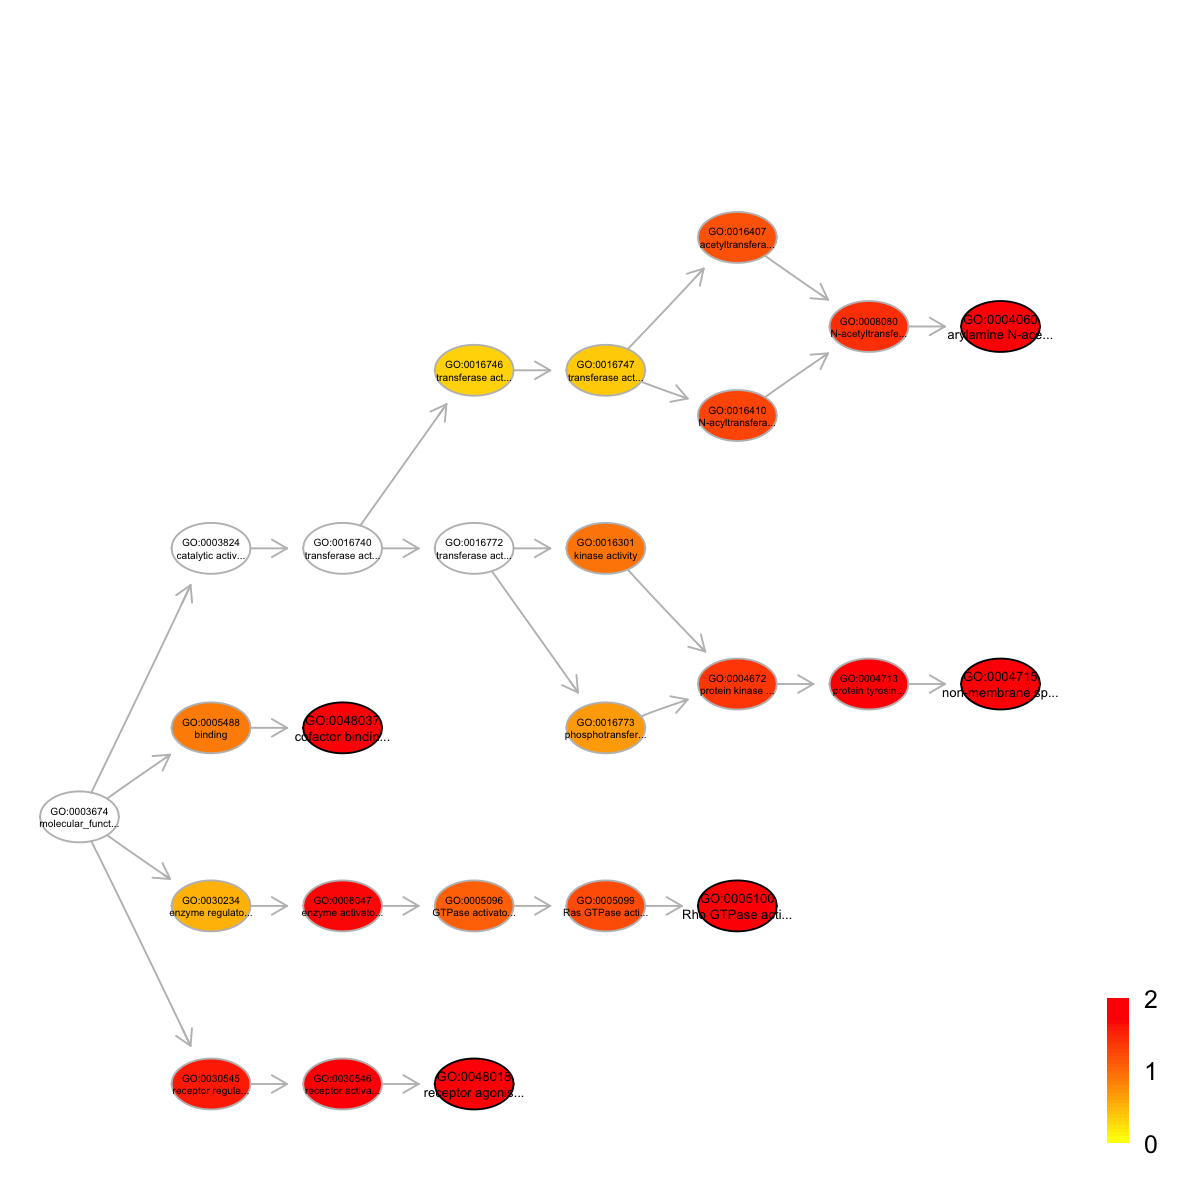 GO:0016407
acetyltransfera...
GO:0008080
N-acetyltransfe...
GO:0004060
arylamine N-ace...
GO:0016746
transferase act...
GO:0016747
transferase act...
GO:0016410
N-acyltransfera...
GO:0003824
catalytic activ...
GO:0016740
transferase act...
GO:0016772
transferase act...
GO:0016301
kinase activity
GO:0004672
protein kinase ...
GO:0004713
protein tyrosin...
GO:0004715
non-membrane sp...
GO:0005488
binding
GO:0048037
cofactor bindin...
GO:0016773
phosphotransfer...
GO:0003674
molecular_funct...
GO:0030234
enzyme regulato...
GO:0008047
enzyme activato...
GO:0005096
GTPase activato...
GO:0005099
Ras GTPase acti...
GO:0005100
Rho GTPase acti...
GO:0030545
receptor regula...
GO:0030546
receptor activa...
GO:0048018
receptor agonis...
2
1
0